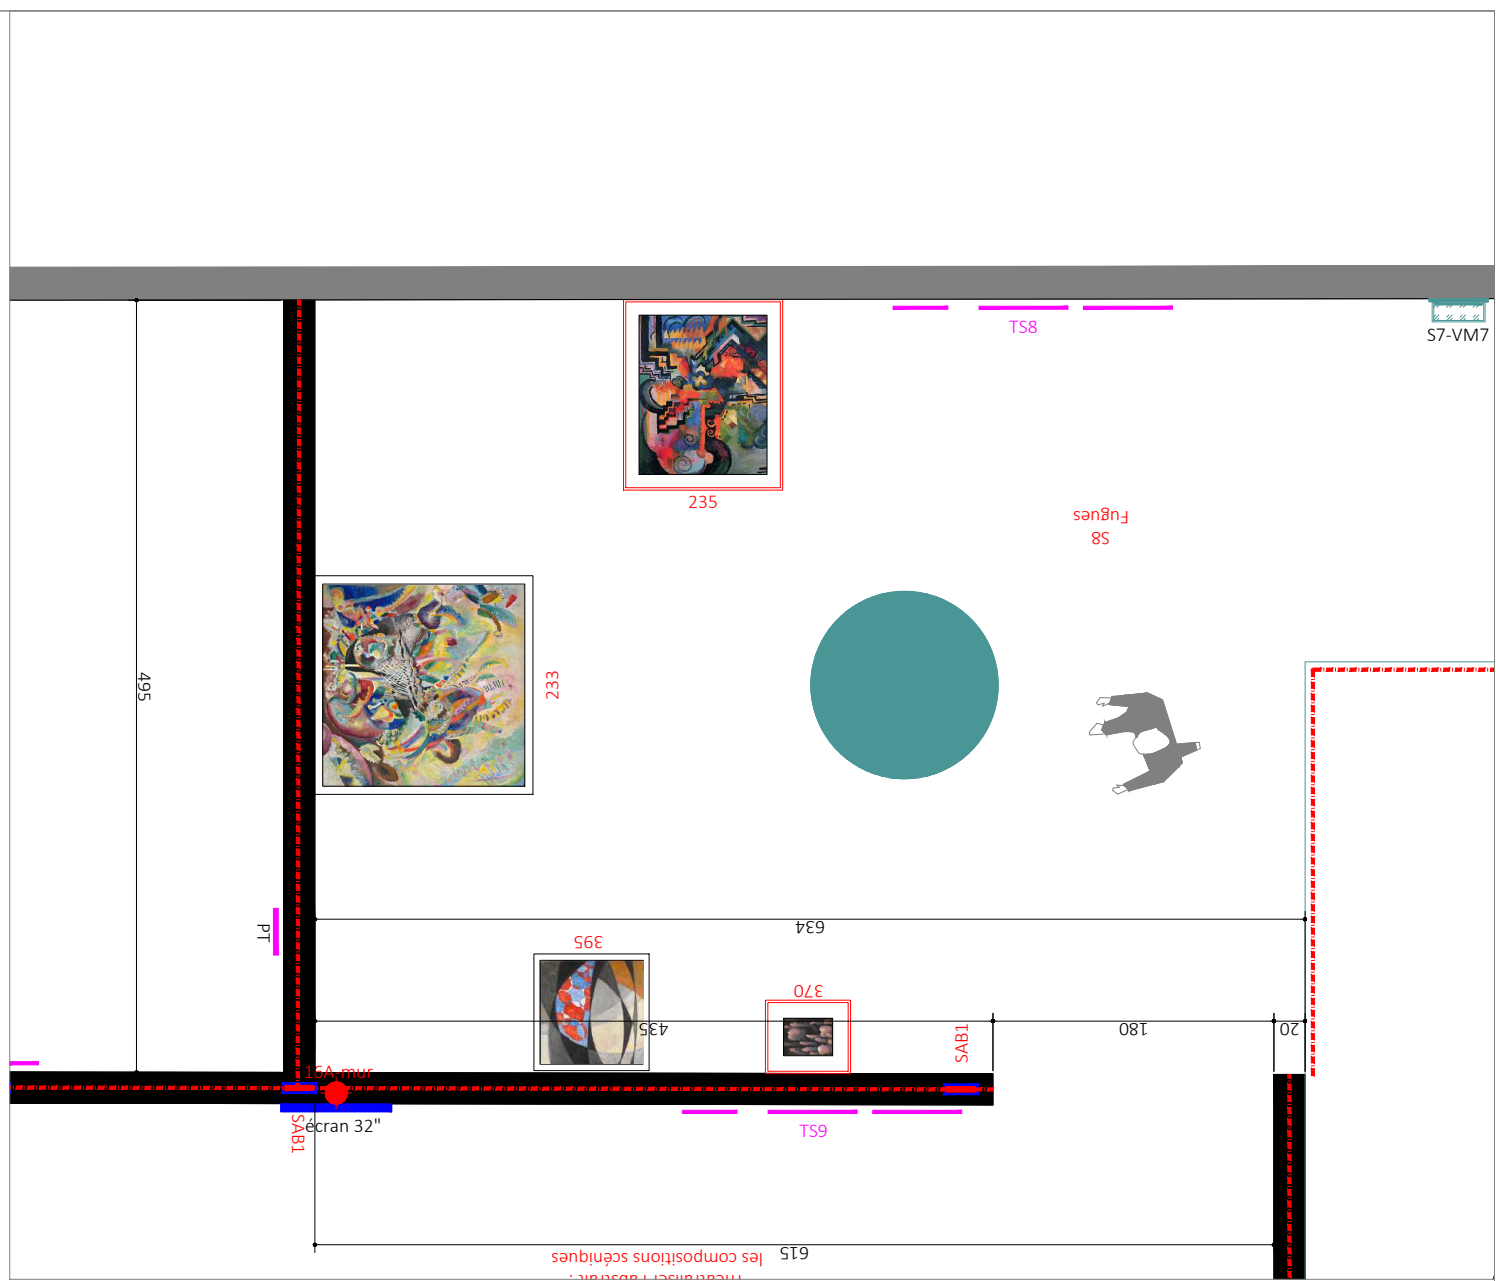 TS8
S7-VM7
235
S8
Fugues
233
495
PT
634
395
370
435
SAB1
180
20
16A-mur
SAB1
écran 32"
TS9
615
les compositions scéniques